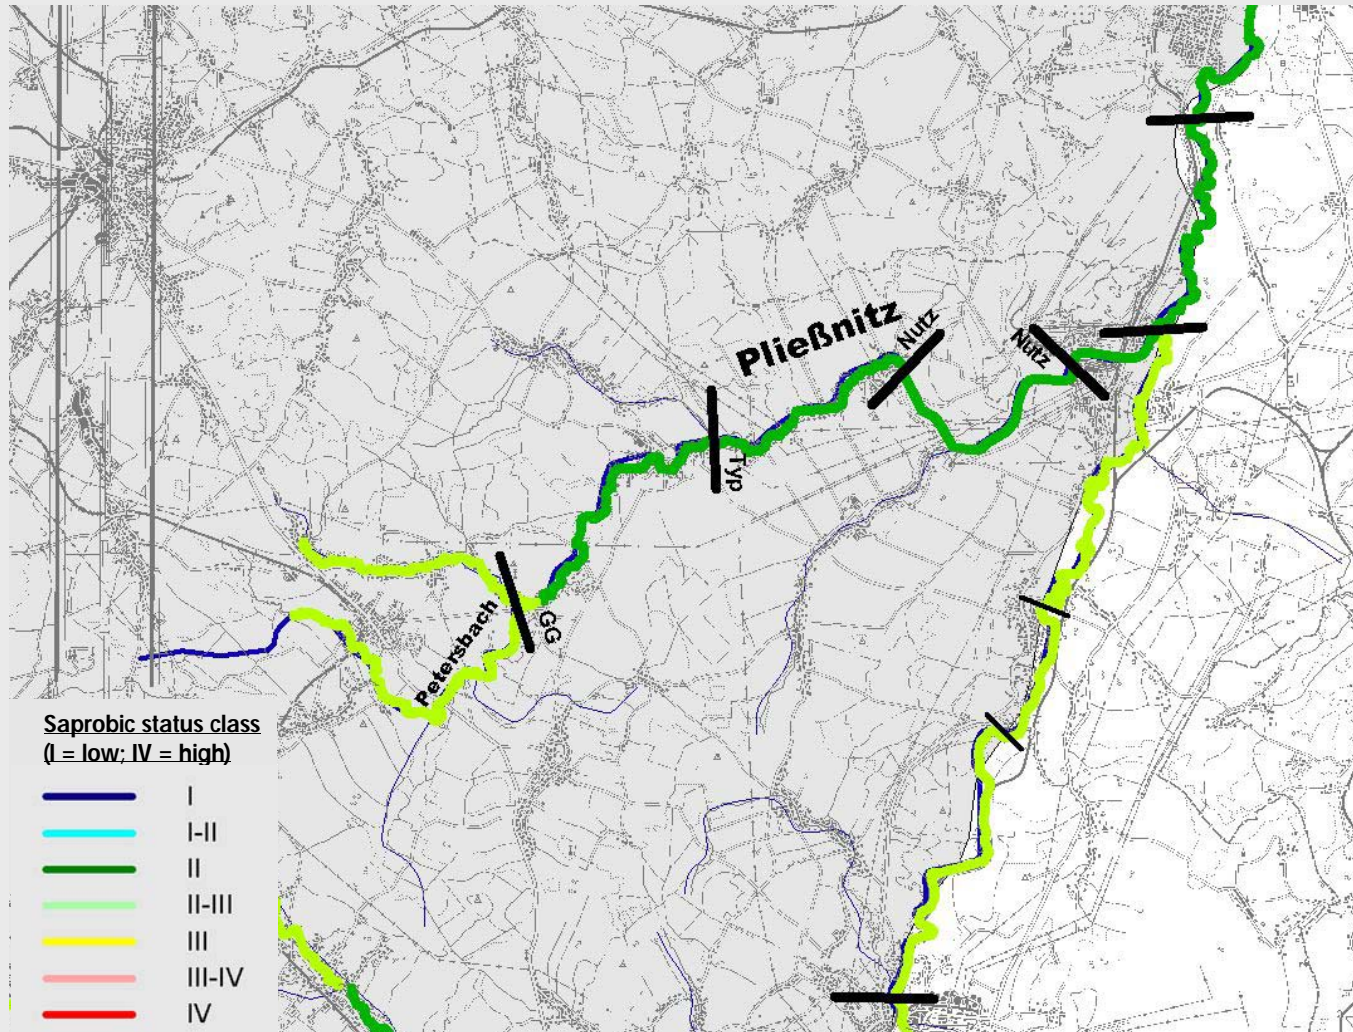 Pließnitz
Nutz
Nutz
Typ
GG
Petersbach
Saprobic status class
(I = low; IV = high)
I
I-II
II
II-III
III
III-IV
IV